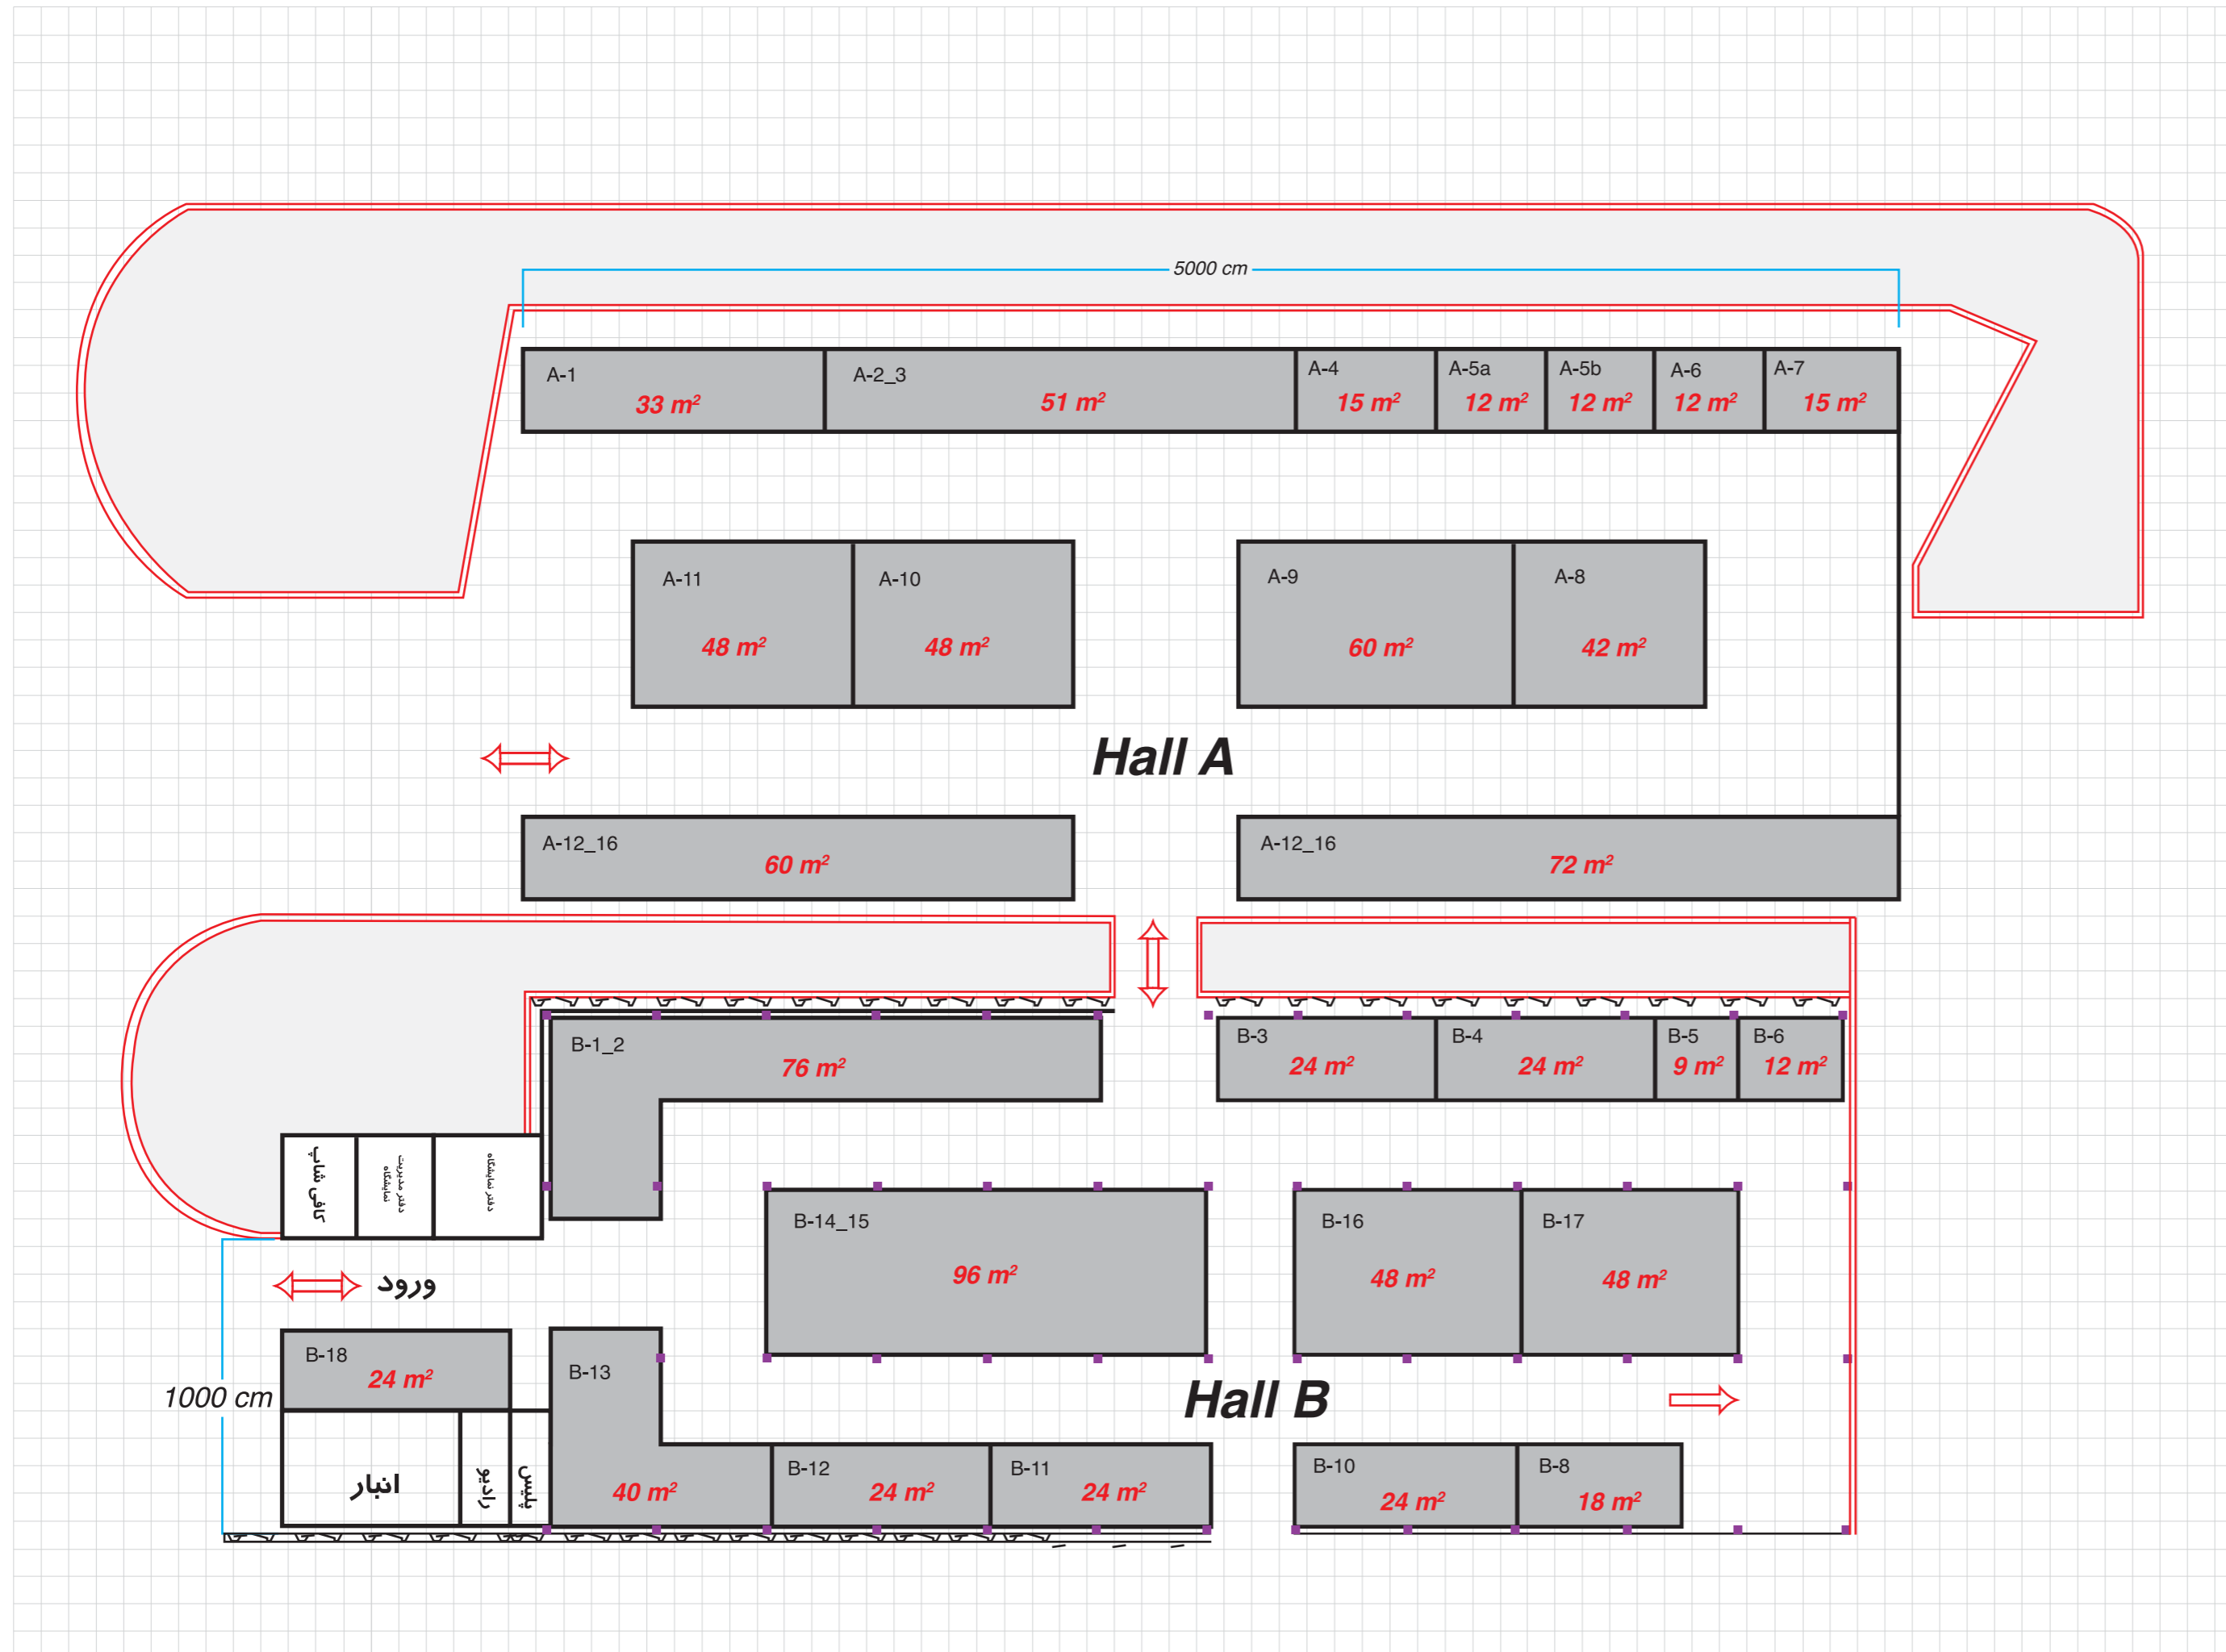 5000 cm
A-1
33 m²
A-2_3
51 m²
A-4
15 m²
A-5a
12 m²
A-5b
12 m²
A-6
12 m²
A-7
15 m²
A-11
48 m²
A-10
48 m²
A-9
60 m²
A-8
42 m²
Hall A
A-12_16
60 m²
A-12_16
72 m²
B-1_2
76 m²
B-3
24 m²
B-4
24 m²
B-5
9 m²
B-6
12 m²
کافی شاپ
دفتر مدیریت
نمایشگاه
دفتر نمایشگاه
B-14_15
96 m²
B-16
48 m²
B-17
48 m²
ورود
B-18
24 m²
1000 cm
B-13
40 m²
Hall B
انبار
رادیو
پلیس
B-12
24 m²
B-11
24 m²
B-10
24 m²
B-8
18 m²